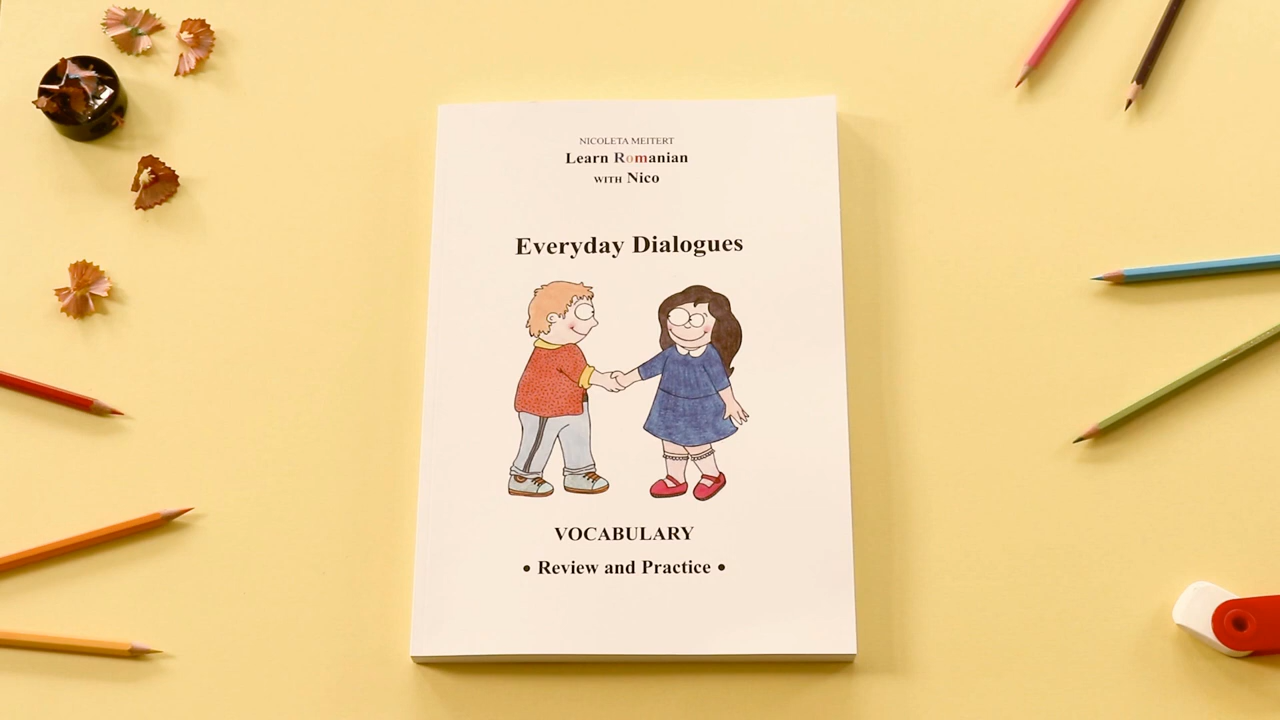 NICOLETA MEITERT
Learn Romanian
WITH Nico
Everyday Dialogues
VOCABULARY
• Review and Practice •